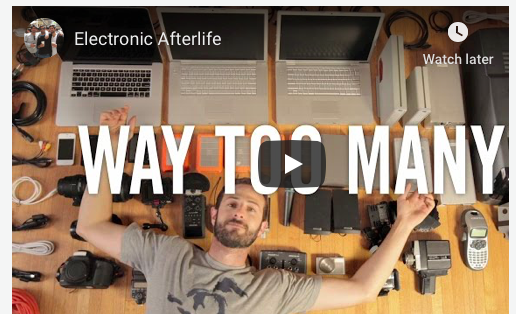 Electronic Afterlife
Watch later
WAY TOO MANY